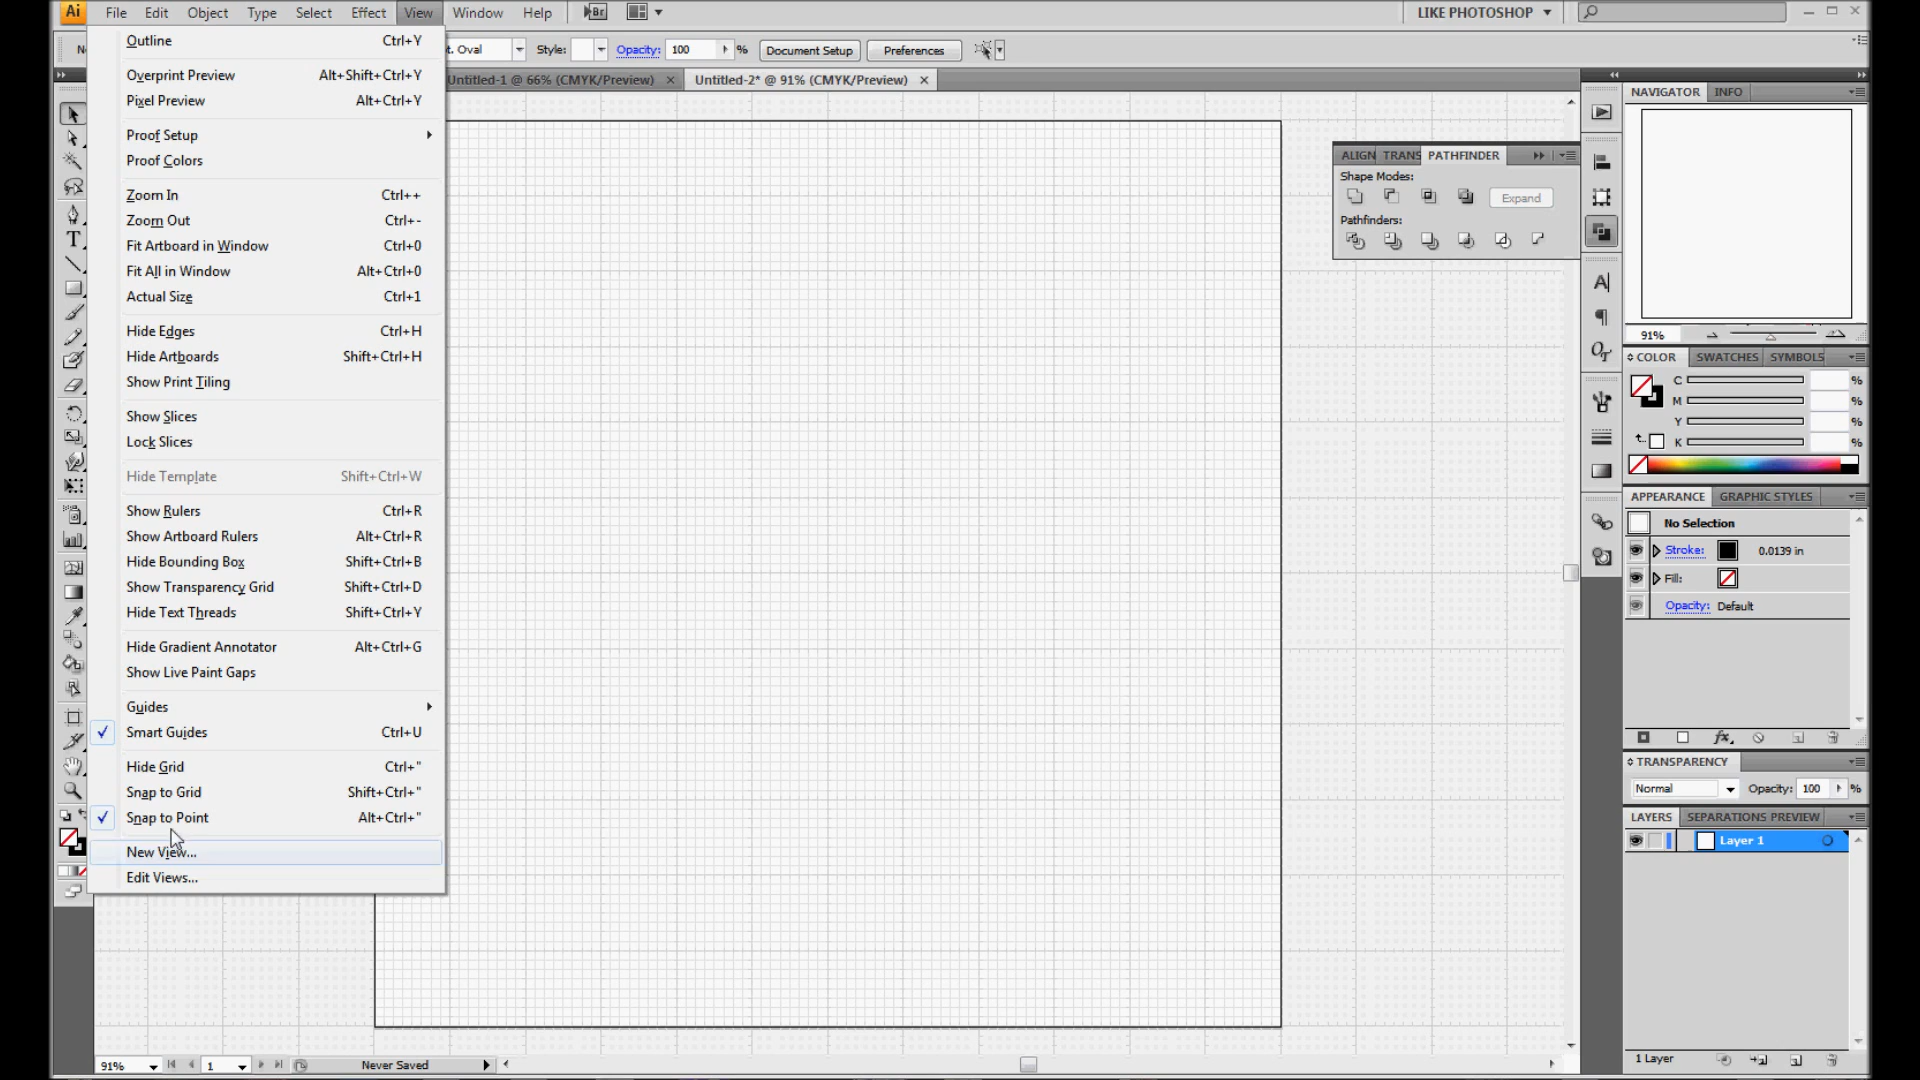 Ai File Edit Object Type Select Effect View Window Help Br LIKE PHOTOSHOP
t. Oval Style: Opacity: 100 % Document Setup Preferences
Untitled-1 @ 66% (CMYK/Preview) Untitled-2* @ 91% (CMYK/Preview)
Outline Ctrl+Y
Overprint Preview Alt+Shift+Ctrl+Y
Pixel Preview Alt+Ctrl+Y
Proof Setup
Proof Colors
Zoom In Ctrl++
Zoom Out Ctrl+-
Fit Artboard in Window Ctrl+0
Fit All in Window Alt+Ctrl+0
Actual Size Ctrl+1
Hide Edges Ctrl+H
Hide Artboards Shift+Ctrl+H
Show Print Tiling
Show Slices
Lock Slices
Hide Template Shift+Ctrl+W
Show Rulers Ctrl+R
Show Artboard Rulers Alt+Ctrl+R
Hide Bounding Box Shift+Ctrl+B
Show Transparency Grid Shift+Ctrl+D
Hide Text Threads Shift+Ctrl+Y
Hide Gradient Annotator Alt+Ctrl+G
Show Live Paint Gaps
Guides
Smart Guides Ctrl+U
Hide Grid Ctrl+"
Snap to Grid Shift+Ctrl+"
Snap to Point Alt+Ctrl+"
New View...
Edit Views...
91% 1 Never Saved
ALIGN TRANS PATHFINDER
Shape Modes:
Expand
Pathfinders:
NAVIGATOR INFO
91%
COLOR SWATCHES SYMBOLS
C %
M %
Y %
K %
APPEARANCE GRAPHIC STYLES
No Selection
Stroke: 0.0139 in
Fill:
Opacity: Default
TRANSPARENCY
Normal Opacity: 100 %
LAYERS SEPARATIONS PREVIEW
Layer 1
1 Layer